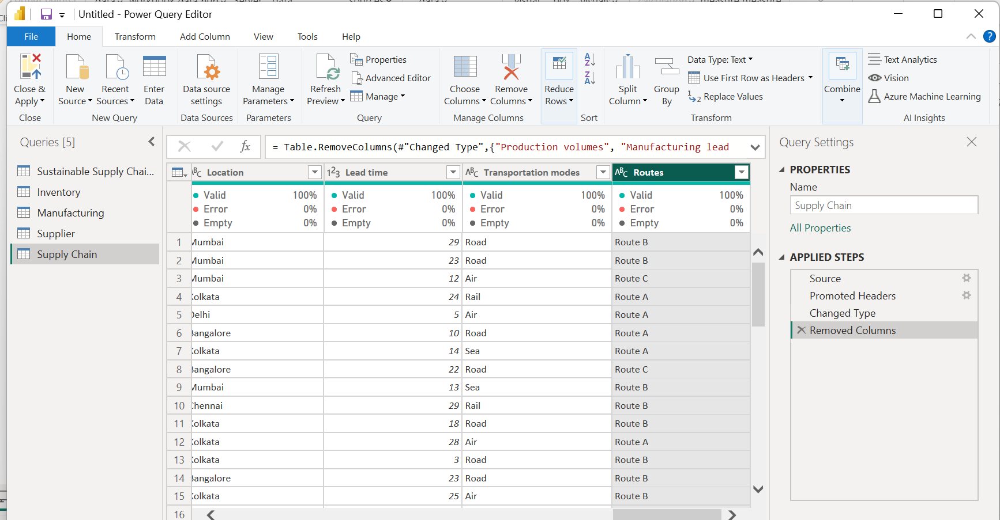 Untitled - Power Query Editor
File Home Transform Add Column View Tools Help
Close & Apply
Close
New Source
Recent Sources
Enter Data
New Query
Data source settings
Data Sources
Manage Parameters
Parameters
Refresh Preview
Properties
Advanced Editor
Manage
Query
Choose Columns
Remove Columns
Manage Columns
Reduce Rows
Sort
Split Column
Group By
Data Type: Text
Use First Row as Headers
Replace Values
Transform
Combine
Text Analytics
Vision
Azure Machine Learning
AI Insights
Queries [5]
Sustainable Supply Chai...
Inventory
Manufacturing
Supplier
Supply Chain
fx
= Table.RemoveColumns(#"Changed Type",{"Production volumes", "Manufacturing lead
ABC Location 123 Lead time ABC Transportation modes ABC Routes
Valid 100% Valid 100% Valid 100% Valid 100%
Error 0% Error 0% Error 0% Error 0%
Empty 0% Empty 0% Empty 0% Empty 0%
1 Mumbai 29 Road Route B
2 Mumbai 23 Road Route B
3 Mumbai 12 Air Route C
4 Kolkata 24 Rail Route A
5 Delhi 5 Air Route A
6 Bangalore 10 Road Route A
7 Kolkata 14 Sea Route A
8 Bangalore 22 Road Route C
9 Mumbai 13 Sea Route B
10 Chennai 29 Rail Route B
11 Kolkata 18 Road Route B
12 Kolkata 28 Air Route A
13 Kolkata 3 Road Route B
14 Bangalore 23 Road Route B
15 Kolkata 25 Air Route B
16
Query Settings
PROPERTIES
Name
Supply Chain
All Properties
APPLIED STEPS
Source
Promoted Headers
Changed Type
Removed Columns